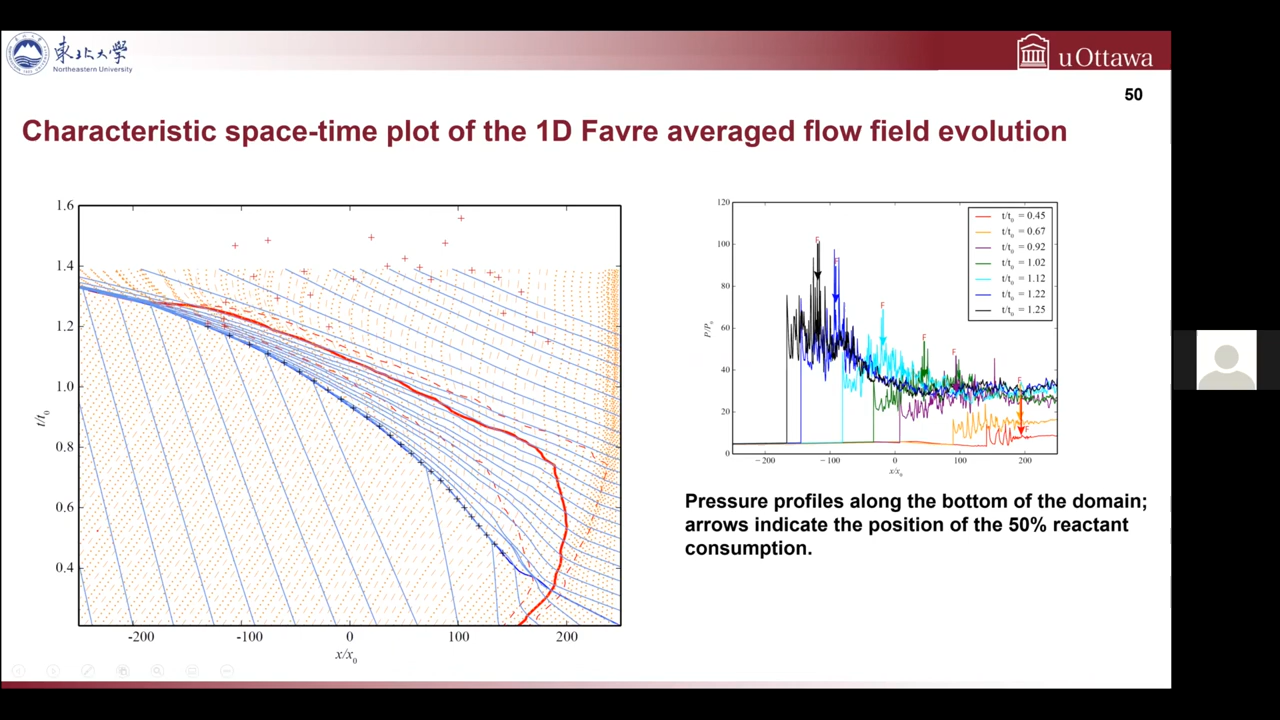 東北大学
Northeastern University
uOttawa
50
Characteristic space-time plot of the 1D Favre averaged flow field evolution
1.6
1.4
1.2
1.0
0.8
0.6
0.4
t/t0
-200
-100
0
100
200
x/x0
120
100
80
60
40
20
0
P/P0
-200
-100
0
100
200
x/x0
F
F
F
F
F
F
F
t/t0 = 0.45
t/t0 = 0.67
t/t0 = 0.92
t/t0 = 1.02
t/t0 = 1.12
t/t0 = 1.22
t/t0 = 1.25
Pressure profiles along the bottom of the domain;
arrows indicate the position of the 50% reactant
consumption.